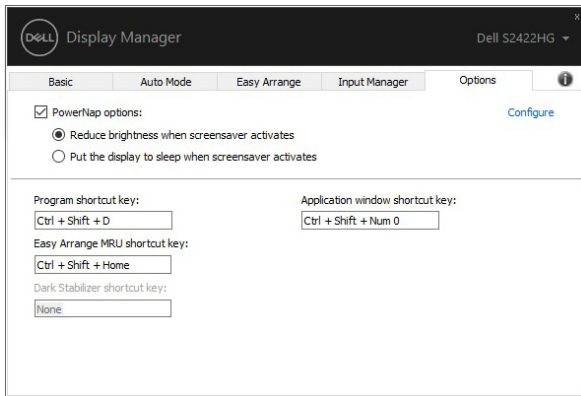 DELL Display Manager
Dell S2422HG
Basic Auto Mode Easy Arrange Input Manager Options
PowerNap options: Configure
Reduce brightness when screensaver activates
Put the display to sleep when screensaver activates
Program shortcut key: Application window shortcut key:
Ctrl + Shift + D Ctrl + Shift + Num 0
Easy Arrange MRU shortcut key:
Ctrl + Shift + Home
Dark Stabilizer shortcut key:
None